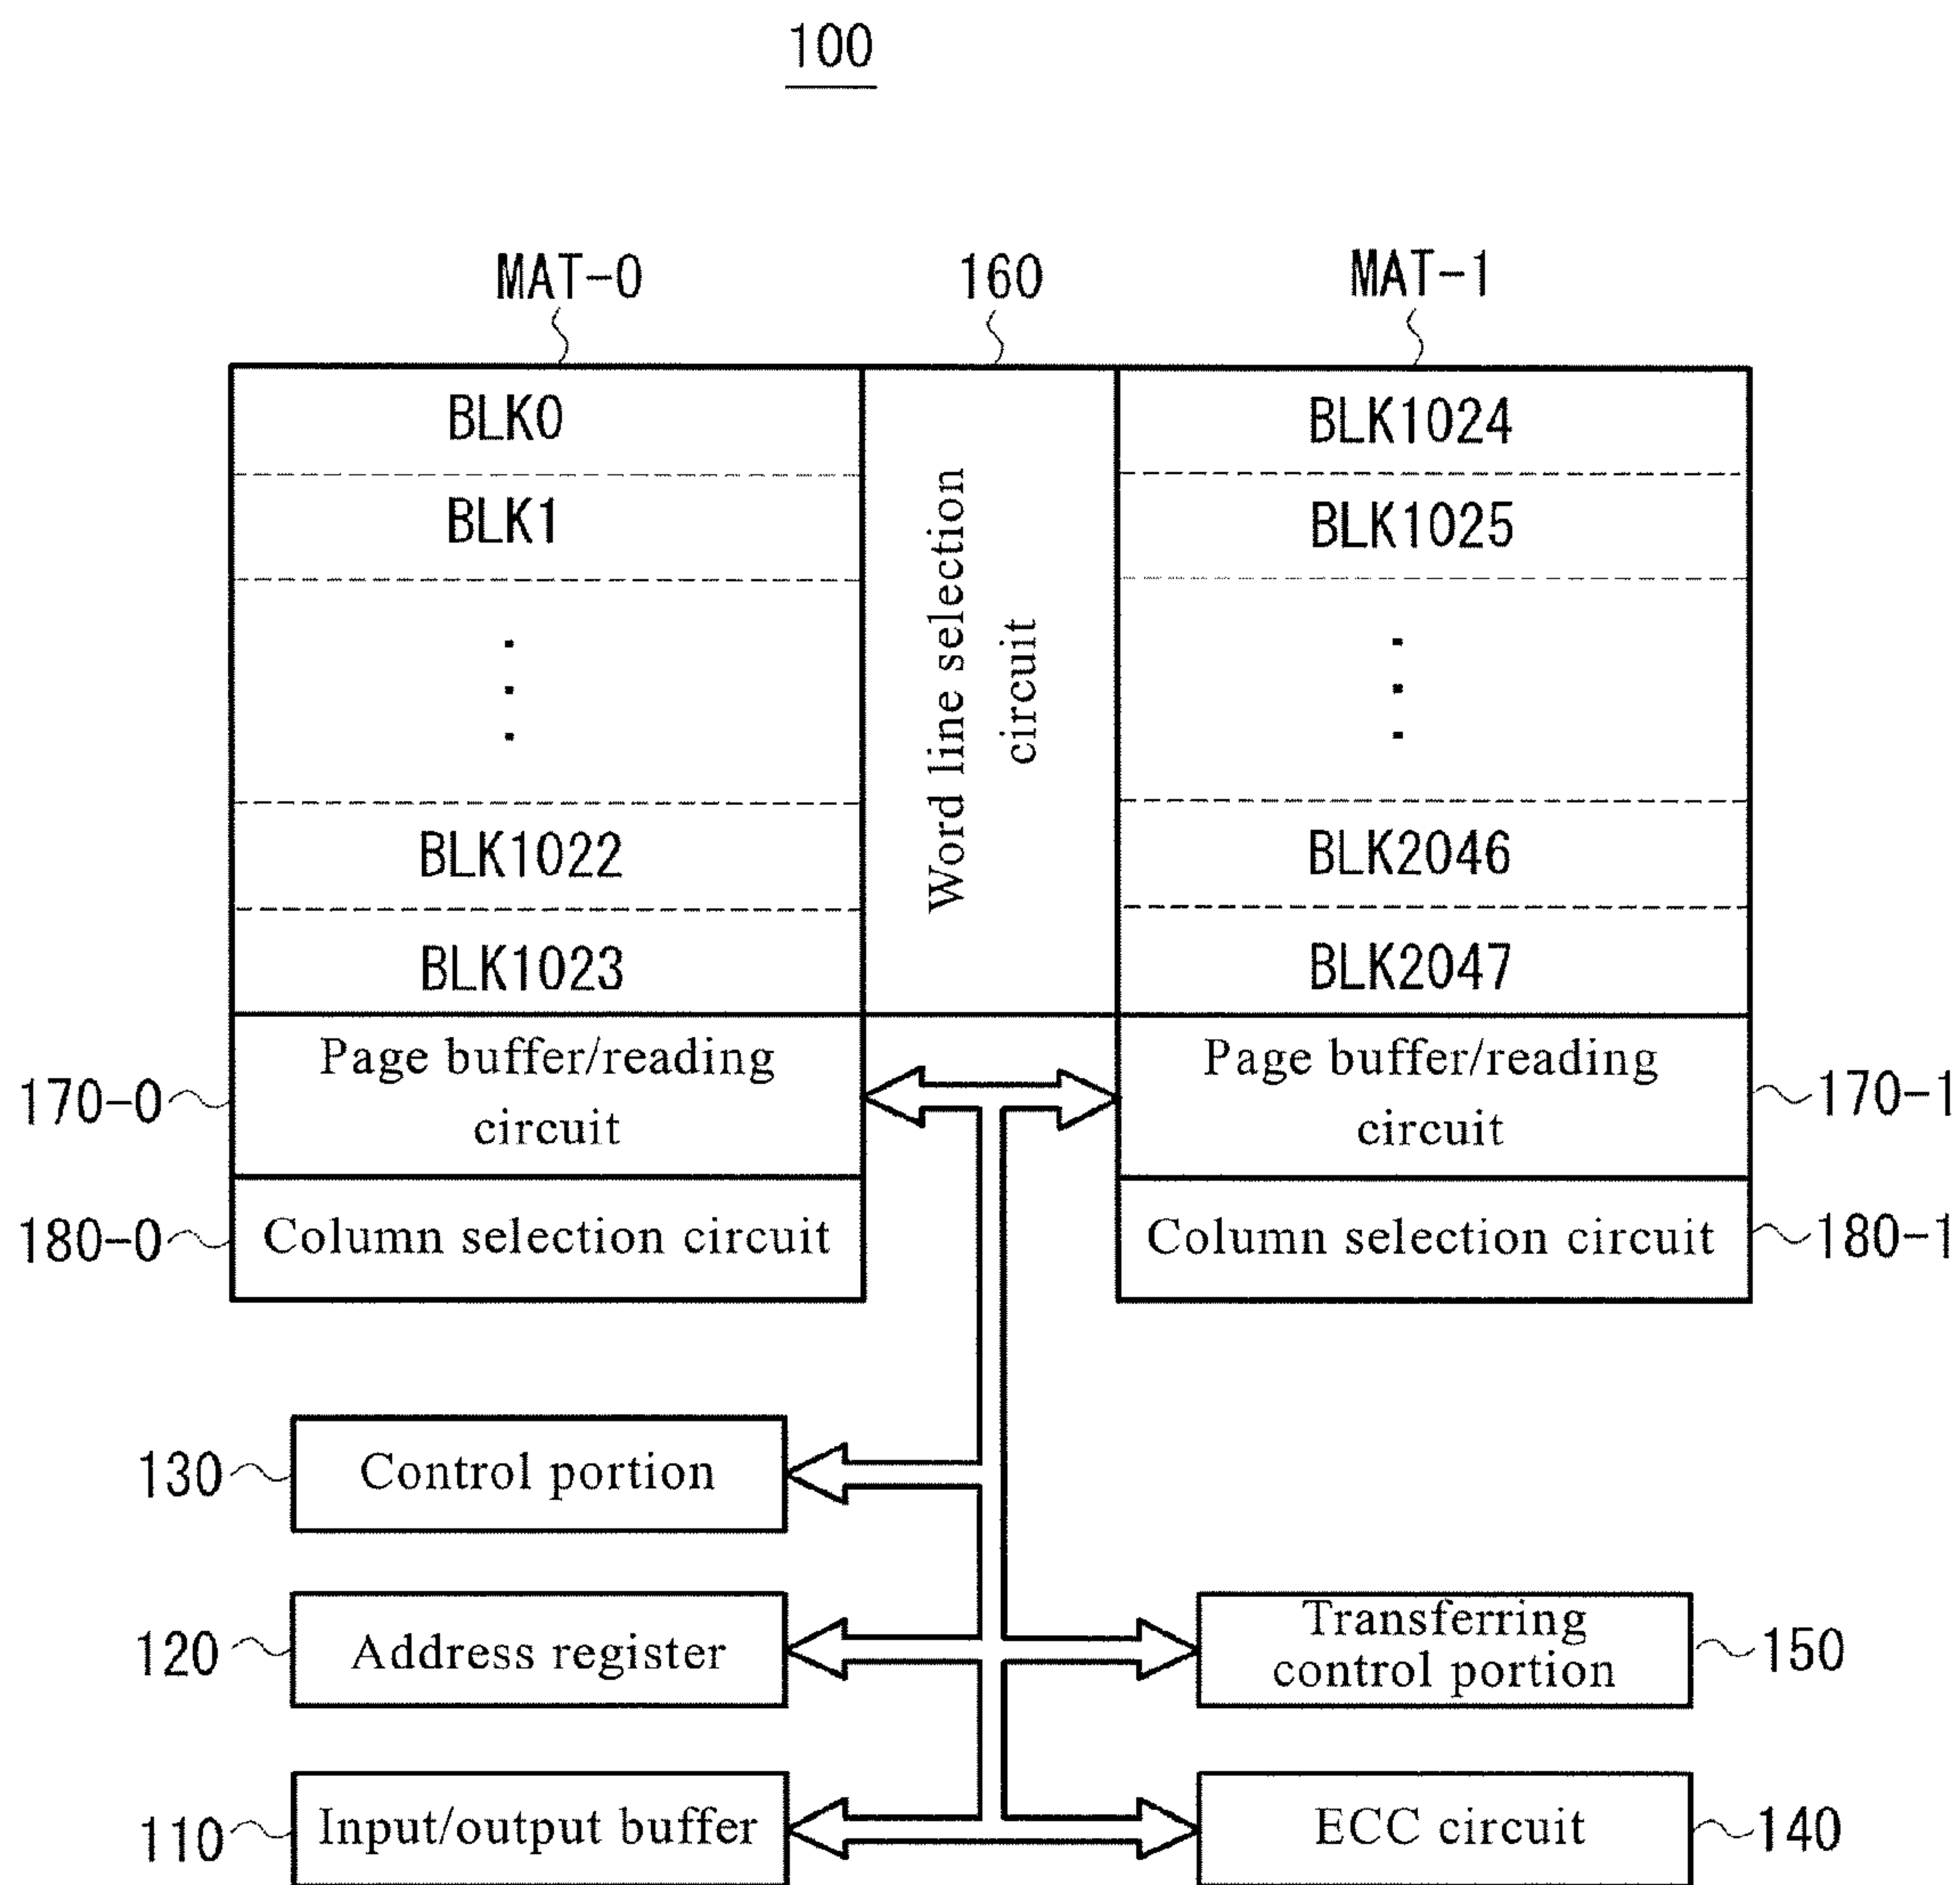 100
MAT-0
160
MAT-1
BLK0
BLK1
BLK1022
BLK1023
Word line selection
circuit
BLK1024
BLK1025
BLK2046
BLK2047
170-0
Page buffer/reading
circuit
Page buffer/reading
circuit
170-1
180-0
Column selection circuit
Column selection circuit
180-1
130
Control portion
120
Address register
Transferring
control portion
150
110
Input/output buffer
ECC circuit
140